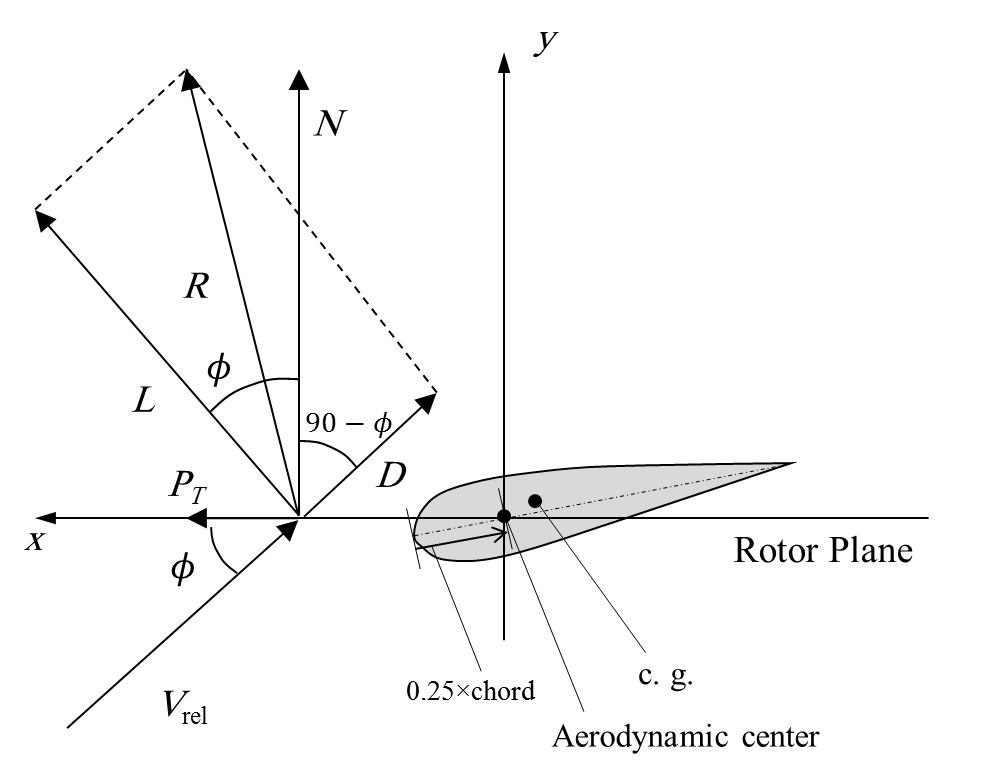 y
N
R
ϕ
L
90 − ϕ
D
P_T
x
Rotor Plane
ϕ
c. g.
0.25×chord
V_rel
Aerodynamic center